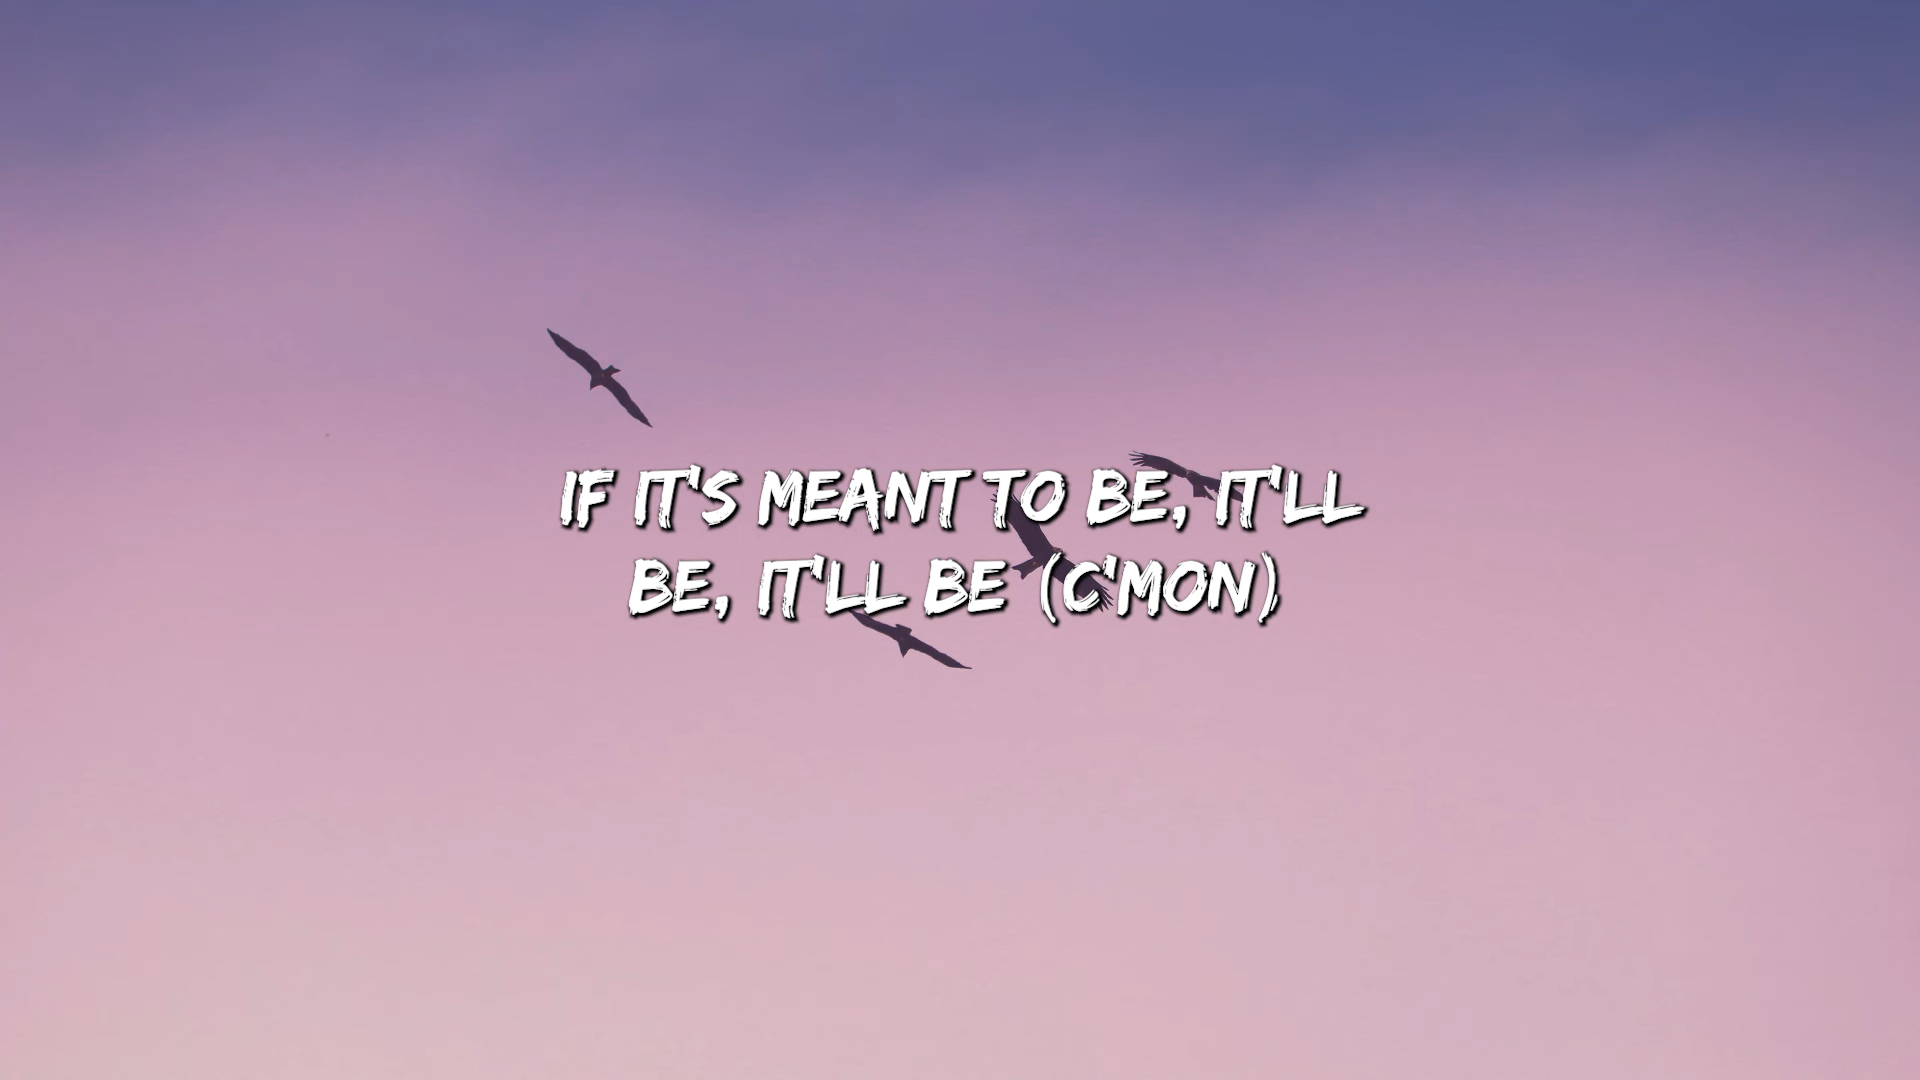 IF IT'S MEANT TO BE, IT'LL
BE, IT'LL BE (C'MON)